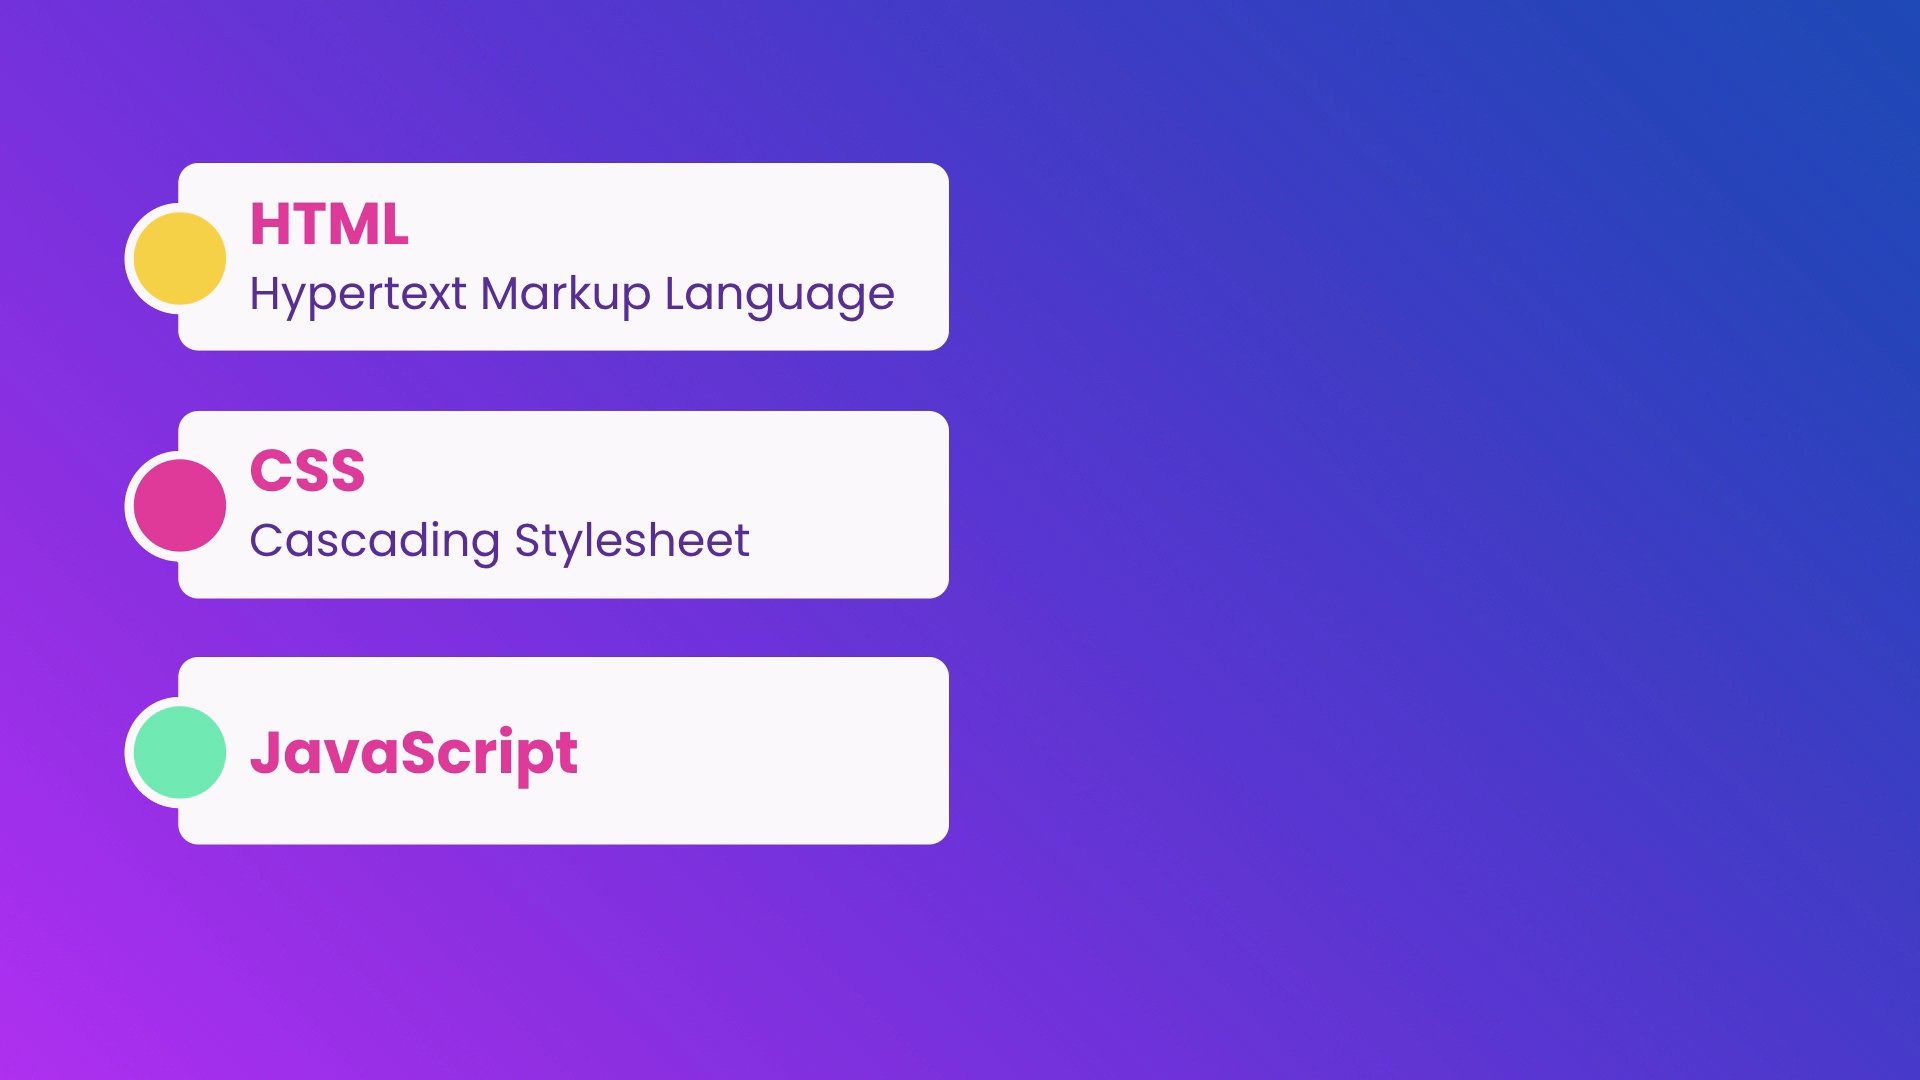 HTML
Hypertext Markup Language
CSS
Cascading Stylesheet
JavaScript